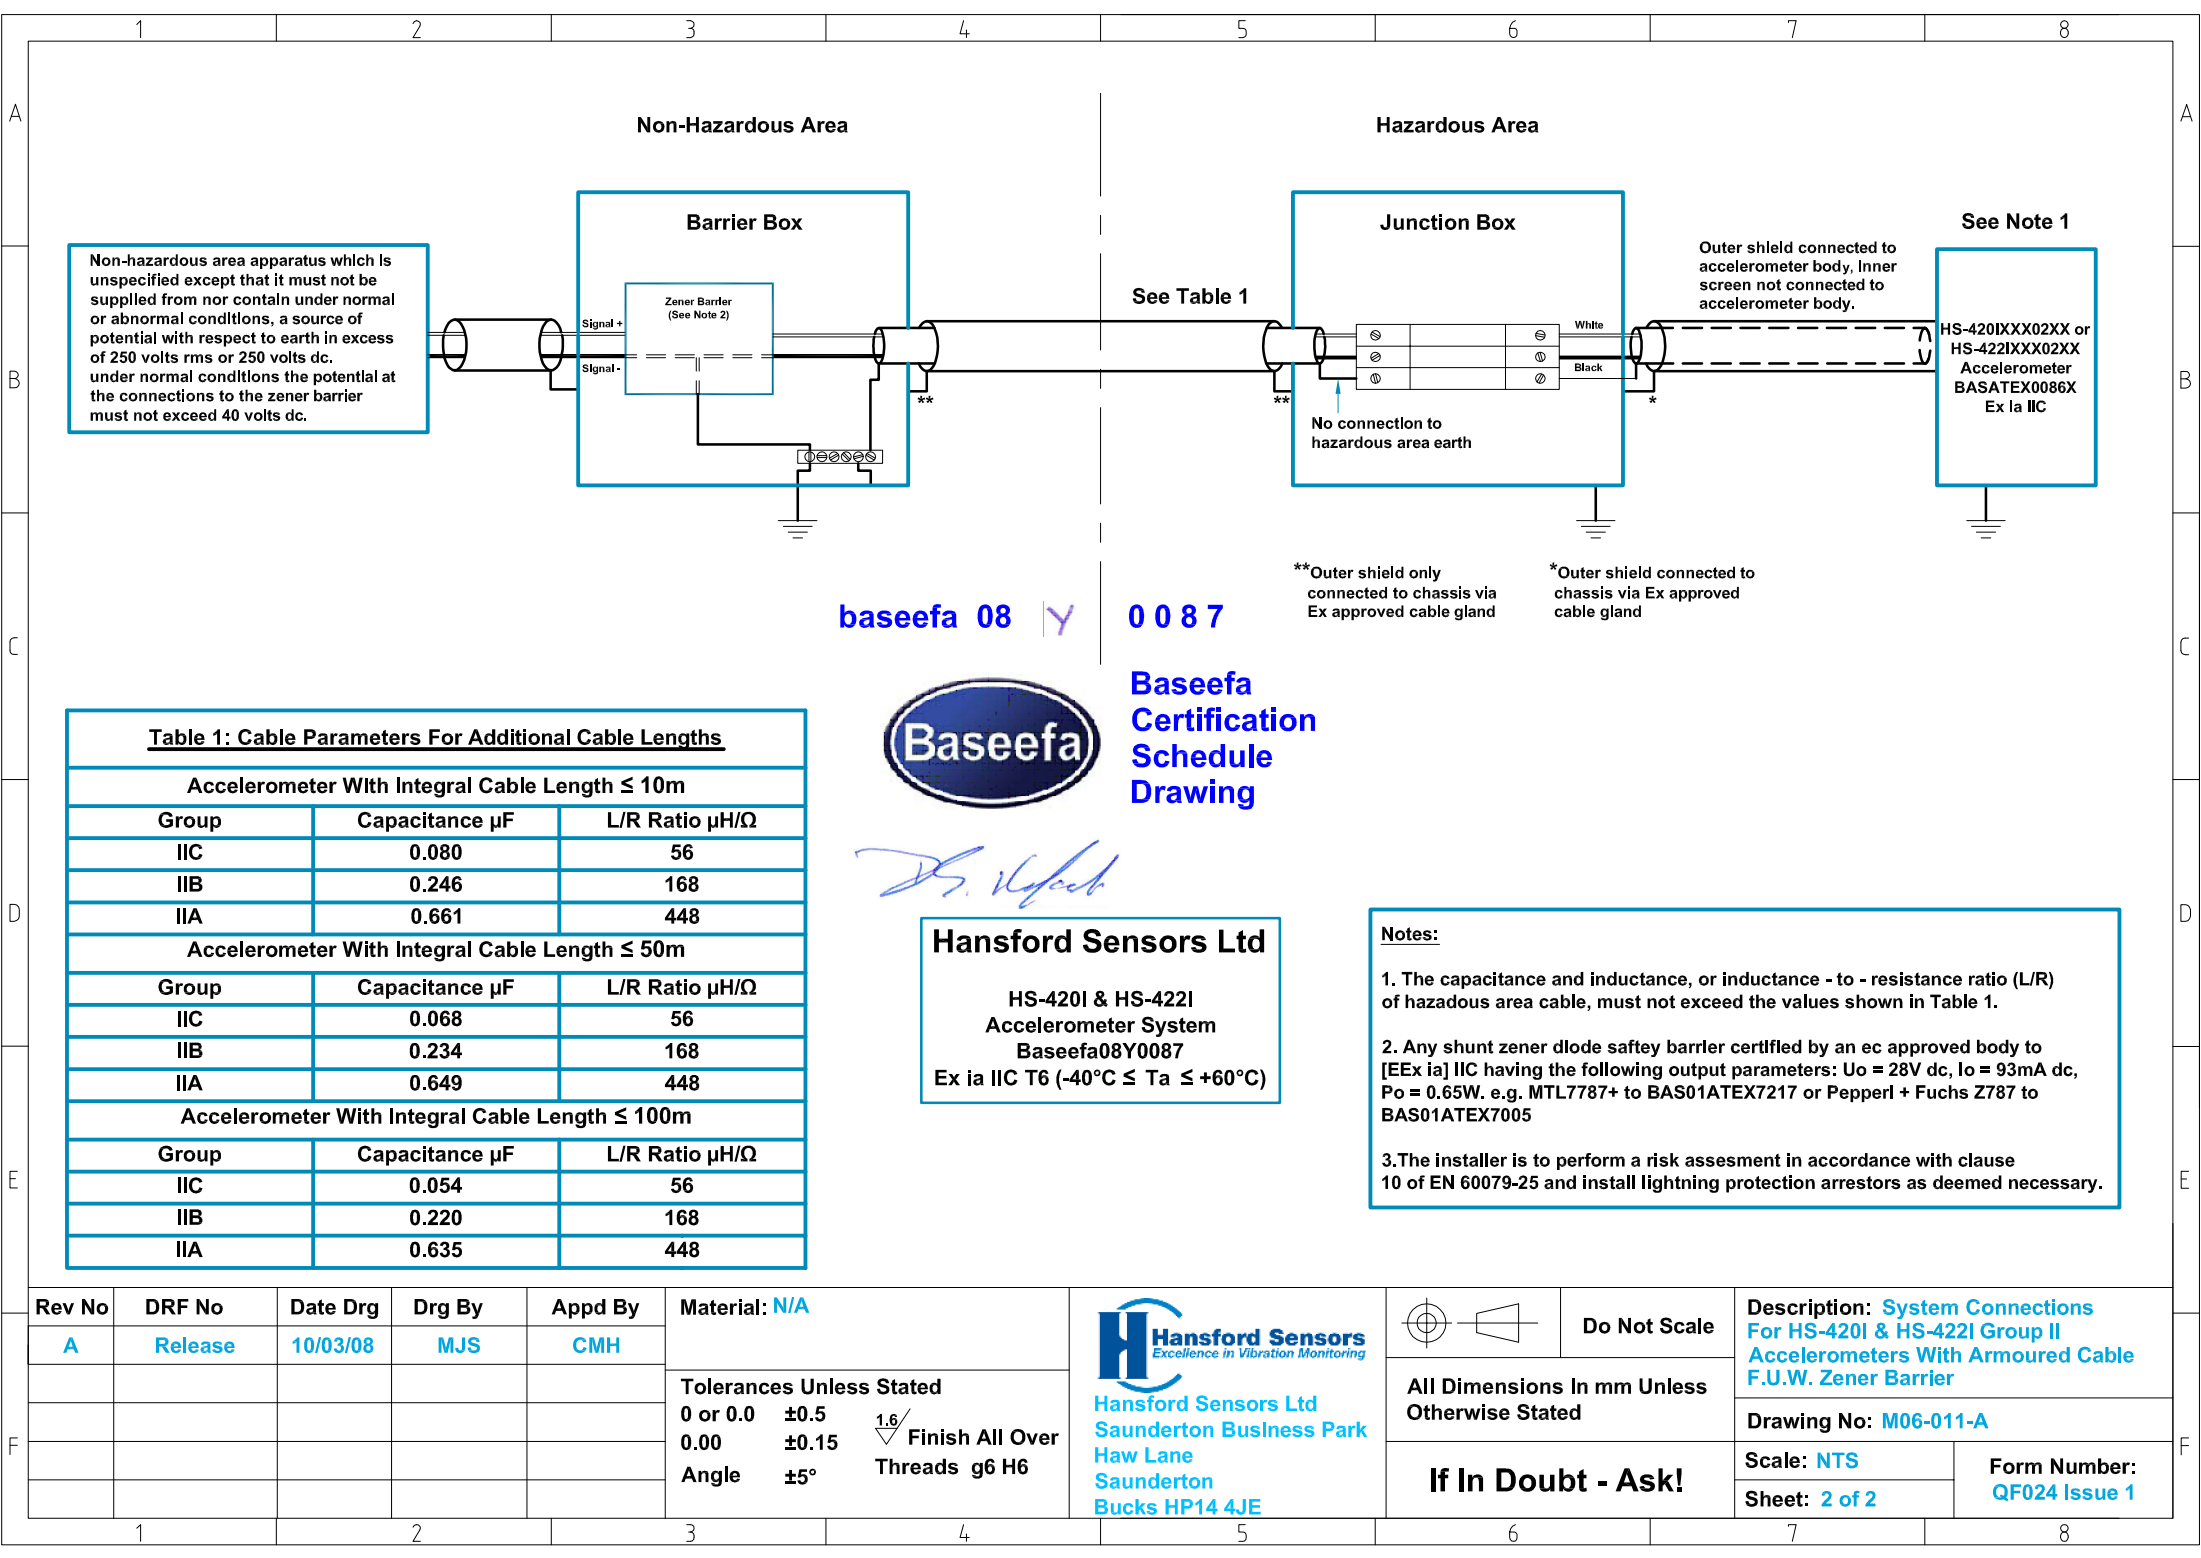 1 2 3 4 5 6 7 8
A A
B B
C C
D D
E E
F F
Non-Hazardous Area
Hazardous Area
Non-hazardous area apparatus which is
unspecified except that it must not be
supplied from nor contain under normal
or abnormal conditions, a source of
potential with respect to earth in excess
of 250 volts rms or 250 volts dc.
under normal conditions the potential at
the connections to the zener barrier
must not exceed 40 volts dc.
Barrier Box
Zener Barrier
(See Note 2)
Signal +
Signal -
**
See Table 1
**
Junction Box
White
Black
No connection to
hazardous area earth
*
Outer shield connected to
accelerometer body, inner
screen not connected to
accelerometer body.
See Note 1
HS-420IXXX02XX or
HS-422IXXX02XX
Accelerometer
BASATEX0086X
Ex ia IIC
**Outer shield only
connected to chassis via
Ex approved cable gland
*Outer shield connected to
chassis via Ex approved
cable gland
baseefa 08 Y 0087
Baseefa
Baseefa
Certification
Schedule
Drawing
Table 1: Cable Parameters For Additional Cable Lengths
Accelerometer With Integral Cable Length ≤ 10m
Group Capacitance µF L/R Ratio µH/Ω
IIC 0.080 56
IIB 0.246 168
IIA 0.661 448
Accelerometer With Integral Cable Length ≤ 50m
Group Capacitance µF L/R Ratio µH/Ω
IIC 0.068 56
IIB 0.234 168
IIA 0.649 448
Accelerometer With Integral Cable Length ≤ 100m
Group Capacitance µF L/R Ratio µH/Ω
IIC 0.054 56
IIB 0.220 168
IIA 0.635 448
Hansford Sensors Ltd
HS-420I & HS-422I
Accelerometer System
Baseefa08Y0087
Ex ia IIC T6 (-40°C ≤ Ta ≤ +60°C)
Notes:
1. The capacitance and inductance, or inductance - to - resistance ratio (L/R)
of hazadous area cable, must not exceed the values shown in Table 1.
2. Any shunt zener diode saftey barrier certified by an ec approved body to
[EEx ia] IIC having the following output parameters: Uo = 28V dc, Io = 93mA dc,
Po = 0.65W. e.g. MTL7787+ to BAS01ATEX7217 or Pepperl + Fuchs Z787 to
BAS01ATEX7005
3.The installer is to perform a risk assesment in accordance with clause
10 of EN 60079-25 and install lightning protection arrestors as deemed necessary.
Rev No DRF No Date Drg Drg By Appd By
A Release 10/03/08 MJS CMH
Material: N/A
Tolerances Unless Stated
0 or 0.0 ±0.5
0.00 ±0.15
Angle ±5°
1.6
Finish All Over
Threads g6 H6
H
Hansford Sensors
Excellence in Vibration Monitoring
Hansford Sensors Ltd
Saunderton Business Park
Haw Lane
Saunderton
Bucks HP14 4JE
Do Not Scale
All Dimensions In mm Unless
Otherwise Stated
If In Doubt - Ask!
Description: System Connections
For HS-420I & HS-422I Group II
Accelerometers With Armoured Cable
F.U.W. Zener Barrier
Drawing No: M06-011-A
Scale: NTS
Sheet: 2 of 2
Form Number:
QF024 Issue 1
1 2 3 4 5 6 7 8